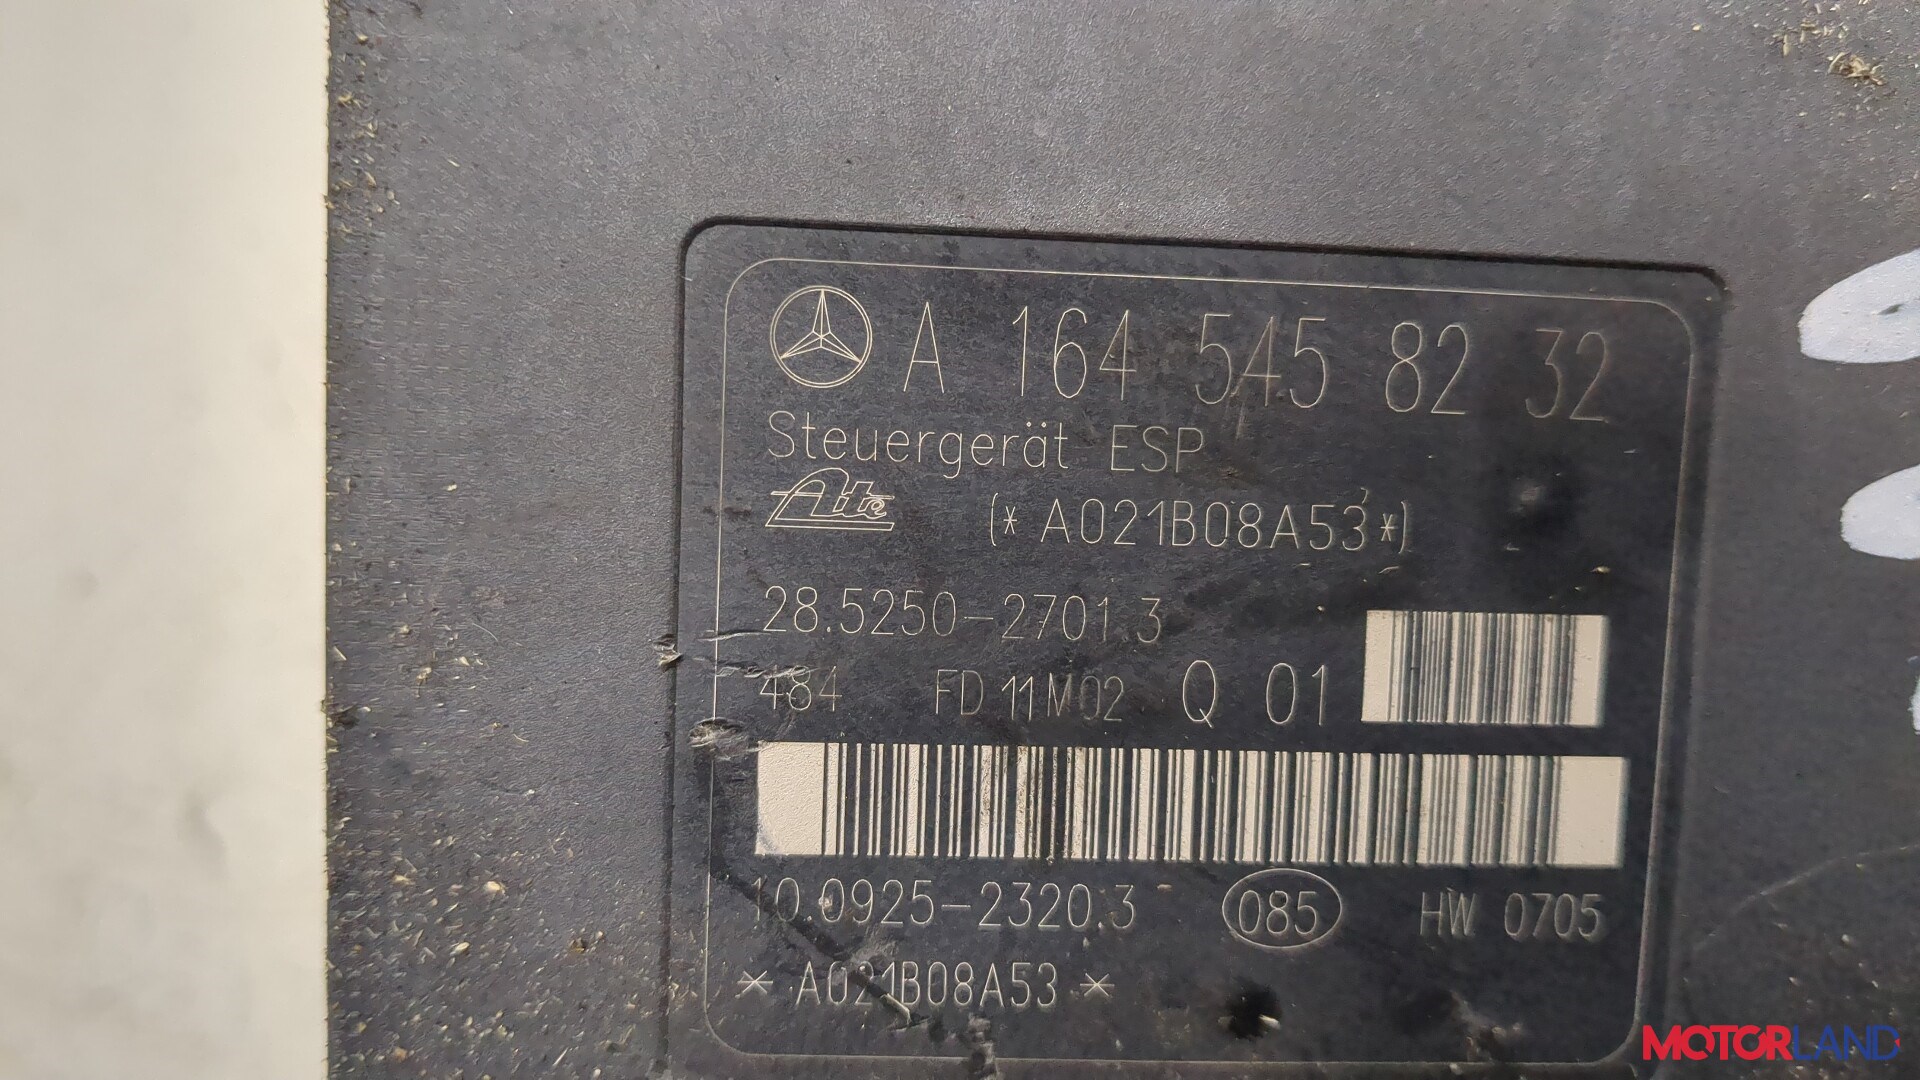 A 164 545 82 32
Steuergerät ESP
Ate (* A021B08A53*)
28.5250-2701.3
484 FD 11M02 Q 01
10.0925-2320.3 085 HW 0705
* A021B08A53 *
MOTORLAND